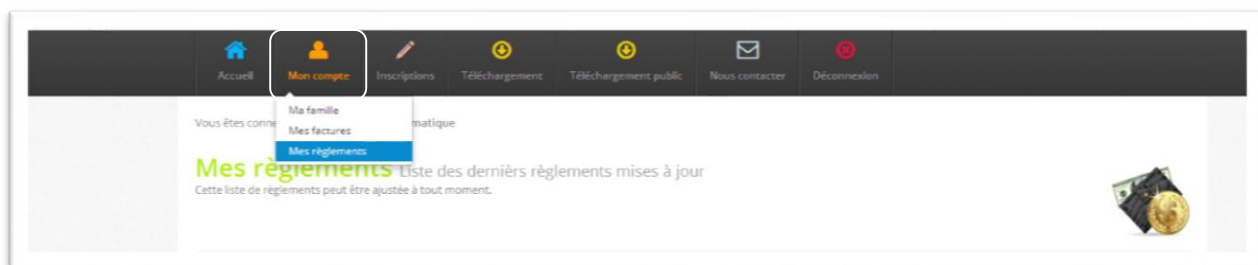 Accueil Mon compte Inscriptions Téléchargement Téléchargement public Nous contacter Déconnexion
Ma famille
Vous êtes conne matique
Mes factures
Mes règlements
Mes règlements Liste des dernièrs règlements mises à jour
Cette liste de règlements peut être ajustée à tout moment.